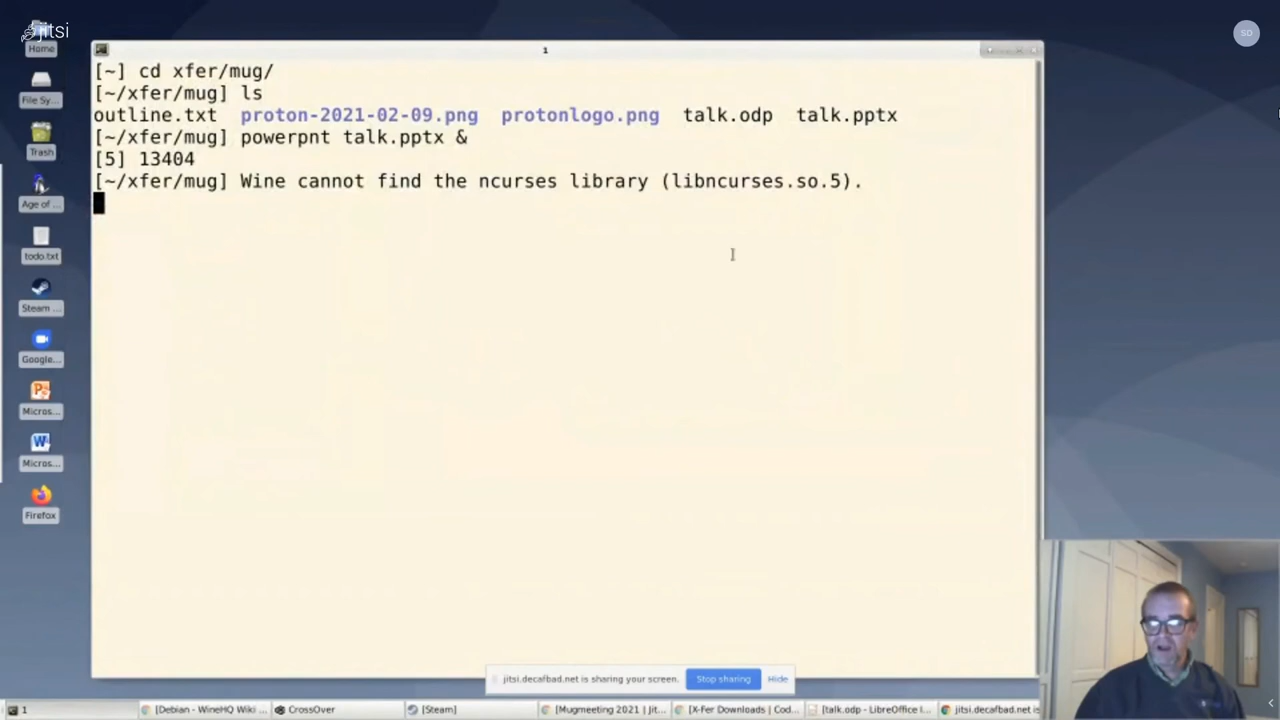 jitsi
SD
Home
1
[~] cd xfer/mug/
[~/xfer/mug] ls
outline.txt  proton-2021-02-09.png  protonlogo.png  talk.odp  talk.pptx
[~/xfer/mug] powerpnt talk.pptx &
[5] 13404
[~/xfer/mug] Wine cannot find the ncurses library (libncurses.so.5).
File Sy...
Trash
Age of ...
todo.txt
Steam ...
Google...
Micros...
Micros...
Firefox
jitsi.decafbad.net is sharing your screen. Stop sharing Hide
1 [Debian - WineHQ Wiki ... CrossOver [Steam] [Mugmeeting 2021 | Jit... [X-Fer Downloads | Cod... [talk.odp - LibreOffice I... jitsi.decafbad.net is